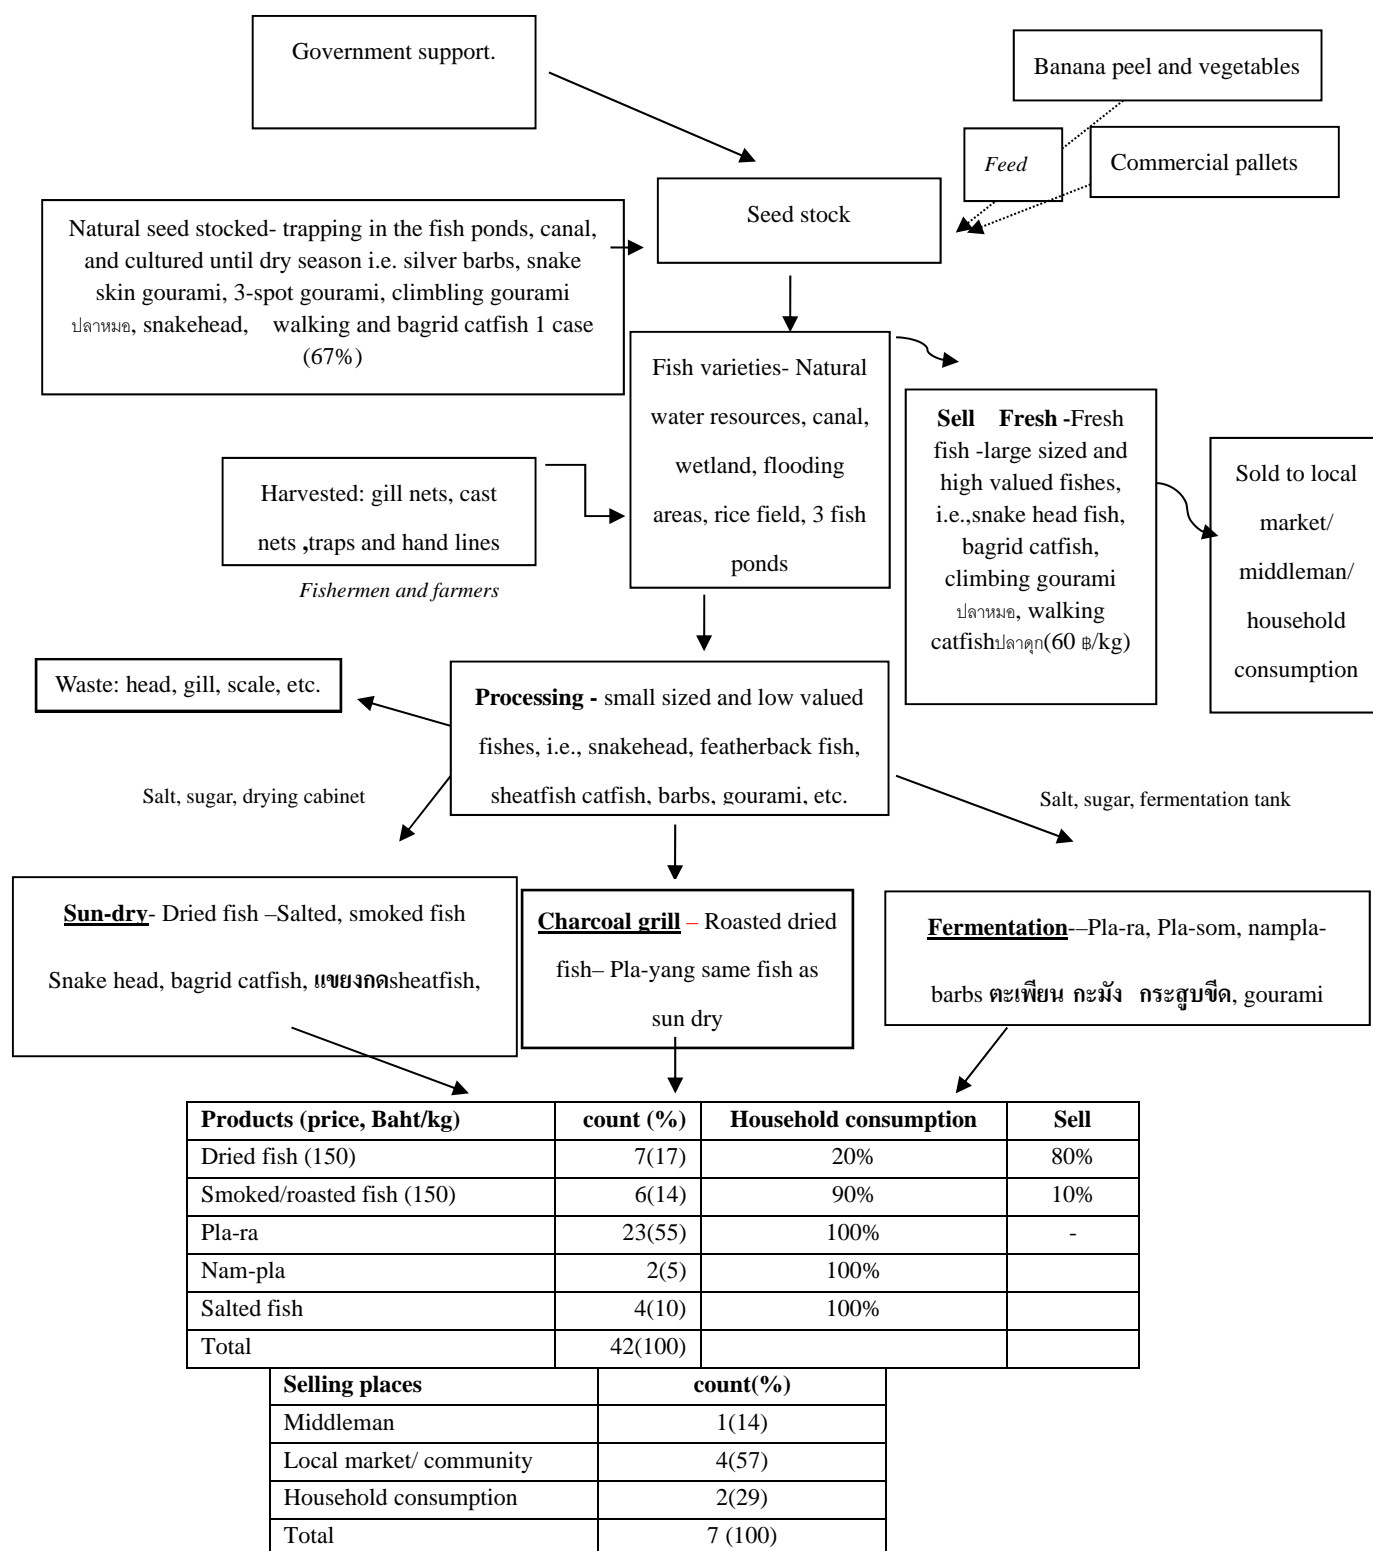 Government support.
Banana peel and vegetables
Feed
Commercial pallets
Seed stock
Natural seed stocked- trapping in the fish ponds, canal,
and cultured until dry season i.e. silver barbs, snake
skin gourami, 3-spot gourami, climbling gourami
ปลาหมอ, snakehead, walking and bagrid catfish 1 case
(67%)
Fish varieties- Natural
water resources, canal,
wetland, flooding
areas, rice field, 3 fish
ponds
Sell Fresh -Fresh
fish -large sized and
high valued fishes,
i.e.,snake head fish,
bagrid catfish,
climbing gourami
ปลาหมอ, walking
catfishปลาดุก(60 ฿/kg)
Sold to local
market/
middleman/
household
consumption
Harvested: gill nets, cast
nets ,traps and hand lines
Fishermen and farmers
Waste: head, gill, scale, etc.
Processing - small sized and low valued
fishes, i.e., snakehead, featherback fish,
sheatfish catfish, barbs, gourami, etc.
Salt, sugar, drying cabinet
Salt, sugar, fermentation tank
Sun-dry- Dried fish –Salted, smoked fish
Snake head, bagrid catfish, แขยงกดsheatfish,
Charcoal grill – Roasted dried
fish– Pla-yang same fish as
sun dry
Fermentation-–Pla-ra, Pla-som, nampla-
barbs ตะเพียน กะมัง กระสูบขีด, gourami
Products (price, Baht/kg) count (%) Household consumption Sell
Dried fish (150) 7(17) 20% 80%
Smoked/roasted fish (150) 6(14) 90% 10%
Pla-ra 23(55) 100% -
Nam-pla 2(5) 100%
Salted fish 4(10) 100%
Total 42(100)
Selling places count(%)
Middleman 1(14)
Local market/ community 4(57)
Household consumption 2(29)
Total 7 (100)